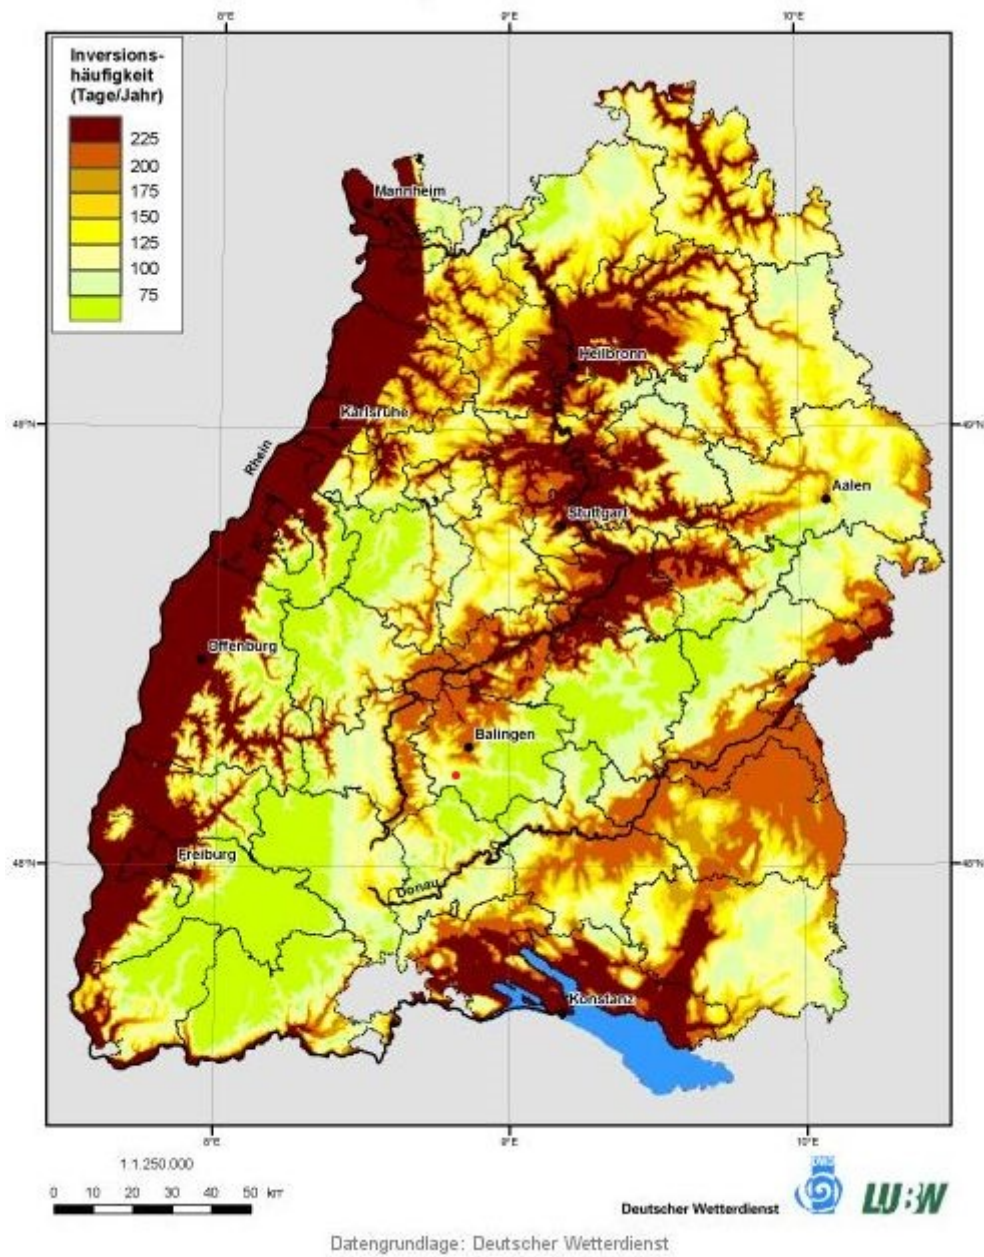 8°E
9°E
10°E
Inversions-
häufigkeit
(Tage/Jahr)
225
200
175
150
125
100
75
Mannheim
Heilbronn
Karlsruhe
49°N
49°N
Rhein
Aalen
Stuttgart
Offenburg
Balingen
48°N
48°N
Freiburg
Donau
Konstanz
8°E
9°E
10°E
1:1.250.000
0 10 20 30 40 50 km
Deutscher Wetterdienst
DWD
LUBW
Datengrundlage: Deutscher Wetterdienst